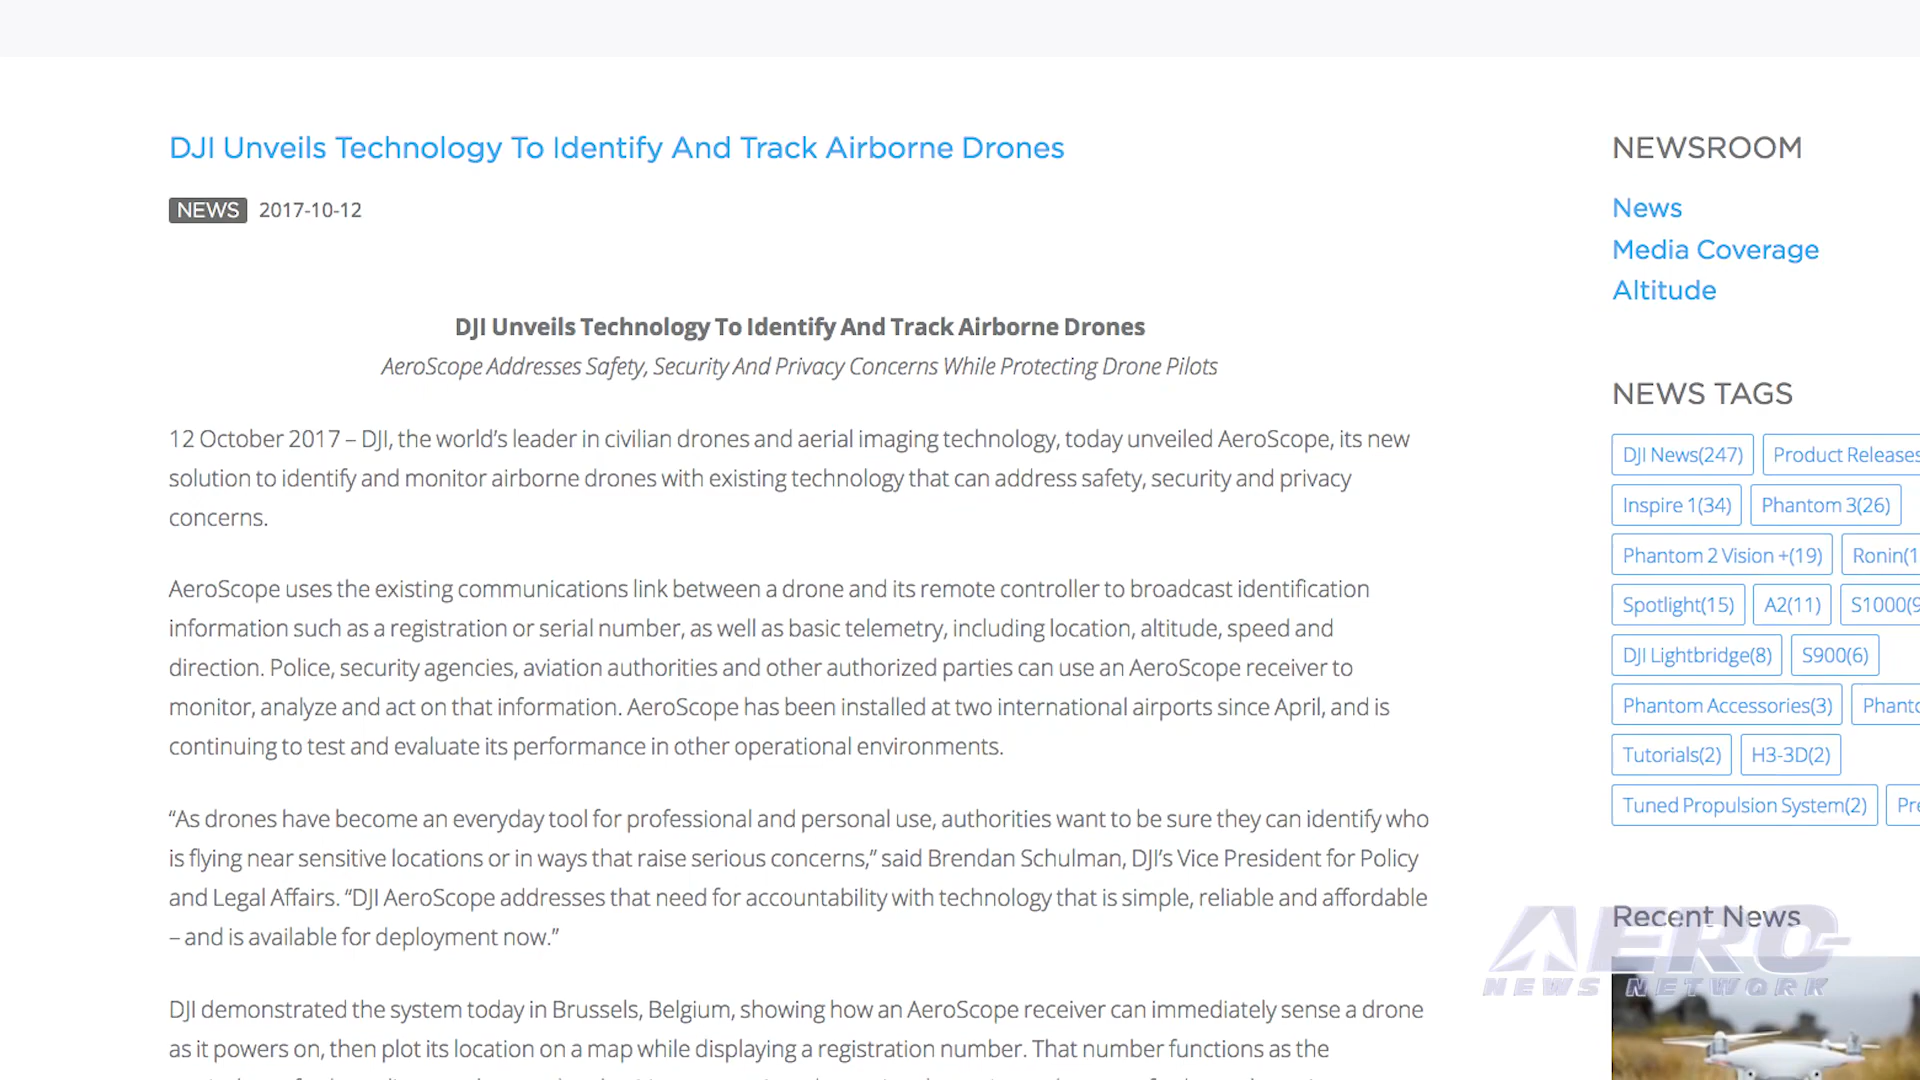 DJI Unveils Technology To Identify And Track Airborne Drones
NEWS 2017-10-12
DJI Unveils Technology To Identify And Track Airborne Drones
AeroScope Addresses Safety, Security And Privacy Concerns While Protecting Drone Pilots
12 October 2017 – DJI, the world’s leader in civilian drones and aerial imaging technology, today unveiled AeroScope, its new
solution to identify and monitor airborne drones with existing technology that can address safety, security and privacy
concerns.
AeroScope uses the existing communications link between a drone and its remote controller to broadcast identification
information such as a registration or serial number, as well as basic telemetry, including location, altitude, speed and
direction. Police, security agencies, aviation authorities and other authorized parties can use an AeroScope receiver to
monitor, analyze and act on that information. AeroScope has been installed at two international airports since April, and is
continuing to test and evaluate its performance in other operational environments.
“As drones have become an everyday tool for professional and personal use, authorities want to be sure they can identify who
is flying near sensitive locations or in ways that raise serious concerns,” said Brendan Schulman, DJI’s Vice President for Policy
and Legal Affairs. “DJI AeroScope addresses that need for accountability with technology that is simple, reliable and affordable
– and is available for deployment now.”
DJI demonstrated the system today in Brussels, Belgium, showing how an AeroScope receiver can immediately sense a drone
as it powers on, then plot its location on a map while displaying a registration number. That number functions as the
NEWSROOM
News
Media Coverage
Altitude
NEWS TAGS
DJI News(247) Product Releases
Inspire 1(34) Phantom 3(26)
Phantom 2 Vision +(19) Ronin(1
Spotlight(15) A2(11) S1000(9
DJI Lightbridge(8) S900(6)
Phantom Accessories(3) Phanto
Tutorials(2) H3-3D(2)
Tuned Propulsion System(2) Pre
Recent News
AERO-
NEWS NETWORK